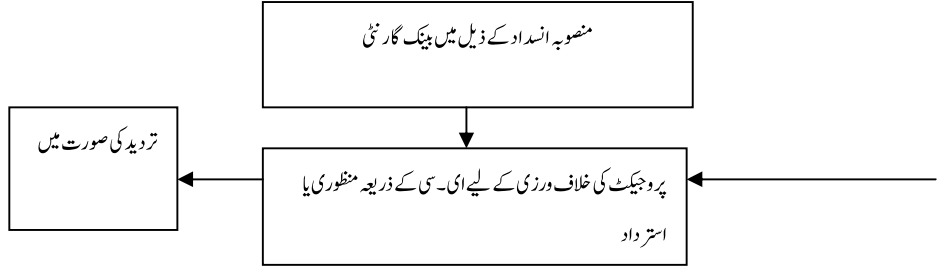 منصوبہ انسداد کے ذیل میں بینک گارنٹی
تردید کی صورت میں
پروجیکٹ کی خلاف ورزی کے لیے ای۔سی کے ذریعہ منظوری یا
استرداد